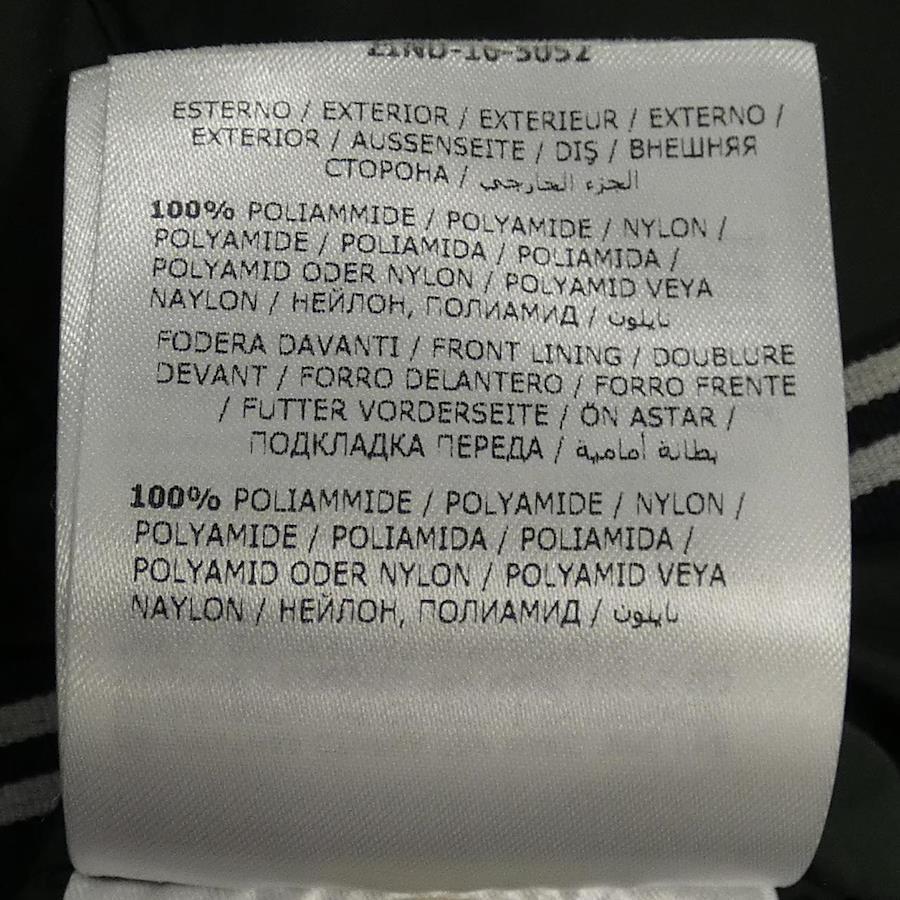 ESTERNO / EXTERIOR / EXTERIEUR / EXTERNO /
EXTERIOR / AUSSENSEITE / DIŞ / ВНЕШНЯЯ
СТОРОНА / الجزء الخارجي
100% POLIAMMIDE / POLYAMIDE / NYLON /
POLYAMIDE / POLIAMIDA / POLIAMIDA /
POLYAMID ODER NYLON / POLYAMID VEYA
NAYLON / НЕЙЛОН, ПОЛИАМИД / نايلون
FODERA DAVANTI / FRONT LINING / DOUBLURE
DEVANT / FORRO DELANTERO / FORRO FRENTE
/ FUTTER VORDERSEITE / ÖN ASTAR /
ПОДКЛАДКА ПЕРЕДА / بطانة أمامية
100% POLIAMMIDE / POLYAMIDE / NYLON /
POLYAMIDE / POLIAMIDA / POLIAMIDA /
POLYAMID ODER NYLON / POLYAMID VEYA
NAYLON / НЕЙЛОН, ПОЛИАМИД / نايلون